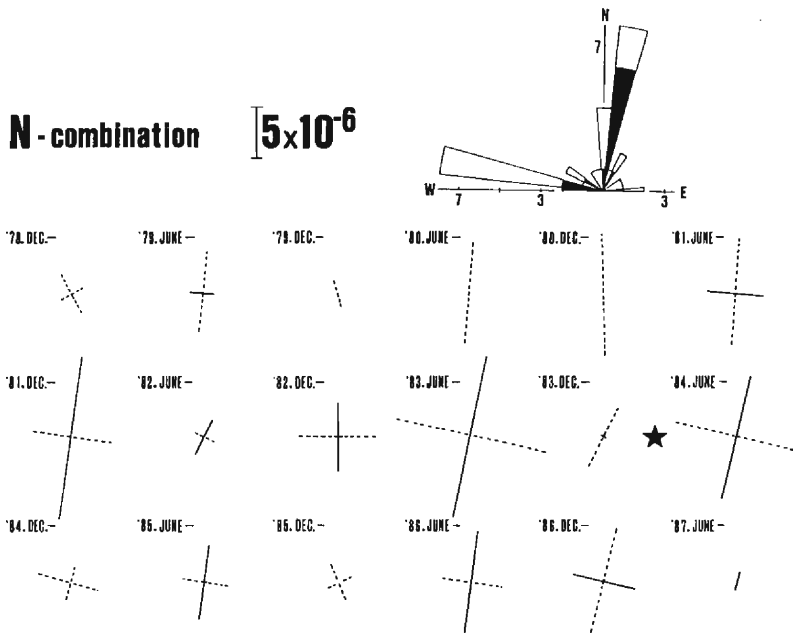 N
7
N - combination
5x10⁻⁶
W 7 3 3 E
'78. DEC.—
'79. JUNE—
'79. DEC.—
'80. JUNE—
'80. DEC.—
'81. JUNE—
'81. DEC.—
'82. JUNE—
'82. DEC.—
'83. JUNE—
'83. DEC.—
'84. JUNE—
'84. DEC.—
'85. JUNE—
'85. DEC.—
'86. JUNE—
'86. DEC.—
'87. JUNE—